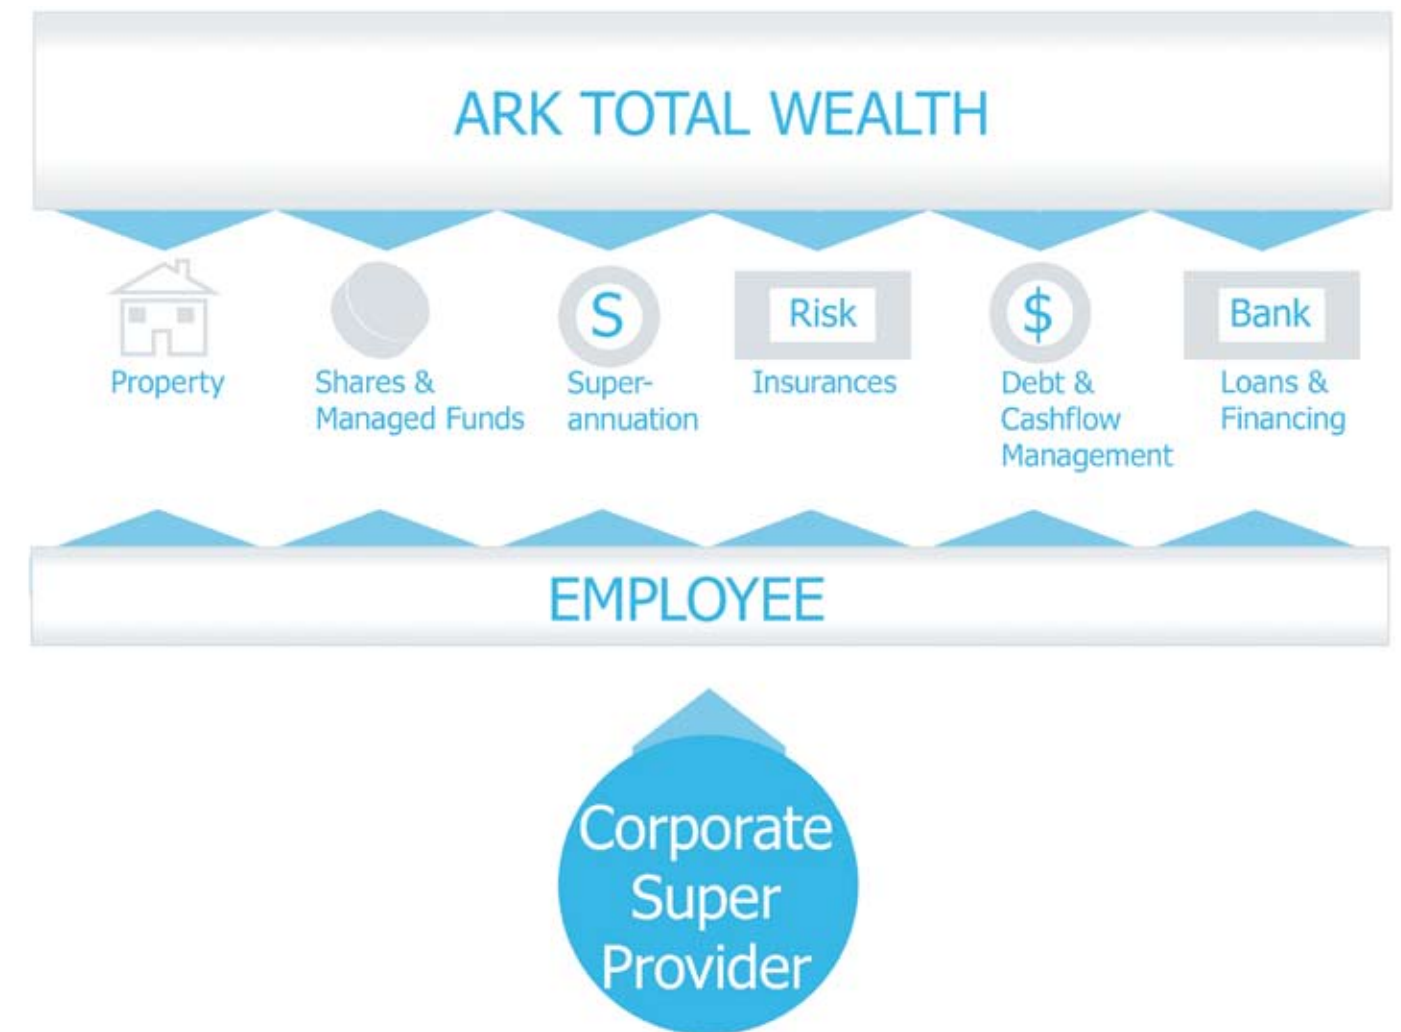 ARK TOTAL WEALTH
S
Risk
$
Bank
Property
Shares &
Managed Funds
Super-
annuation
Insurances
Debt &
Cashflow
Management
Loans &
Financing
EMPLOYEE
Corporate
Super
Provider